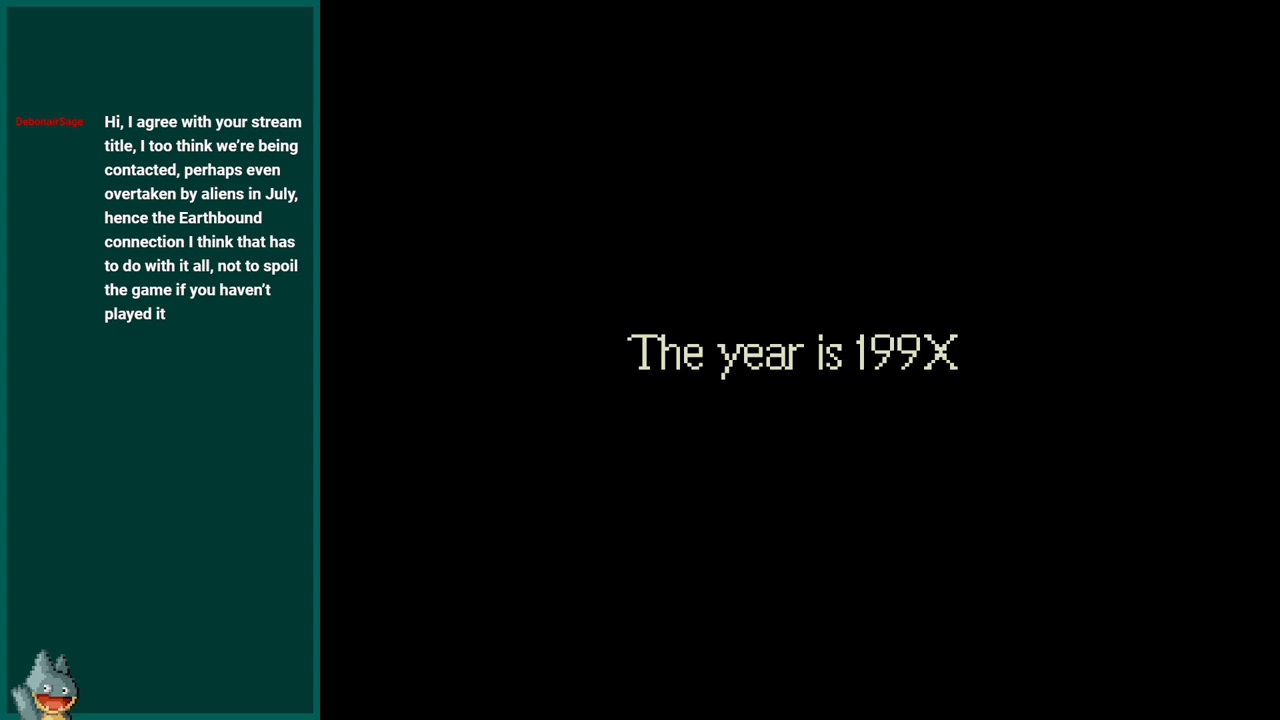 DebonairSage
Hi, I agree with your stream
title, I too think we’re being
contacted, perhaps even
overtaken by aliens in July,
hence the Earthbound
connection I think that has
to do with it all, not to spoil
the game if you haven’t
played it
The year is 199X